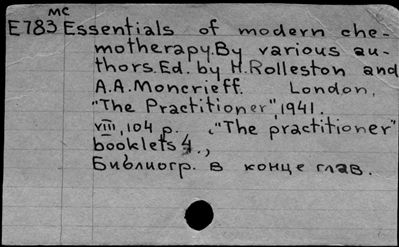 MC
E783 Essentials of modern che-
motherapy. By various au-
thors. Ed. by H. Rolleston and
A.A. Moncrieff. London,
"The Practitioner", 1941.
VIII, 104 p. "The practitioner"
booklets 4.,
Библиогр. в конце глав.